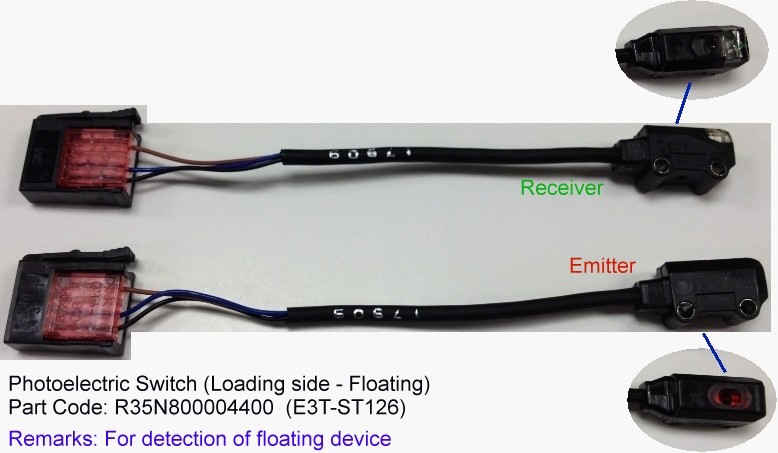 Receiver
Emitter
Photoelectric Switch (Loading side - Floating)
Part Code: R35N800004400 (E3T-ST126)
Remarks: For detection of floating device